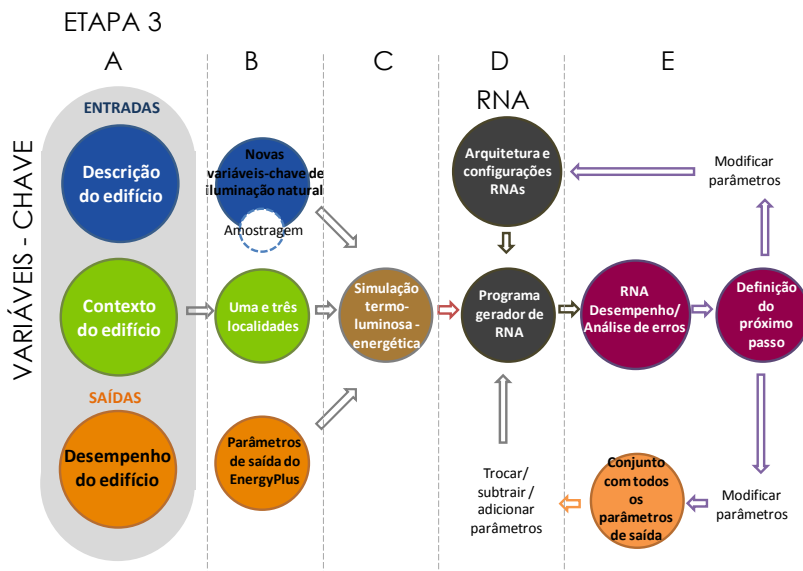 ETAPA 3
A
B
C
D
E
RNA
VARIÁVEIS - CHAVE
ENTRADAS
Descrição
do edifício
Contexto
do edifício
SAÍDAS
Desempenho
do edifício
Novas
variáveis-chave de
iluminação natural
Amostragem
Uma e três
localidades
Parâmetros
de saída do
EnergyPlus
Simulação
termo-
luminosa -
energética
Arquitetura e
configurações
RNAs
Programa
gerador de
RNA
Trocar/
subtrair /
adicionar
parâmetros
RNA
Desempenho/
Análise de erros
Definição
do
próximo
passo
Modificar
parâmetros
Conjunto
com todos
os
parâmetros
de saída
Modificar
parâmetros